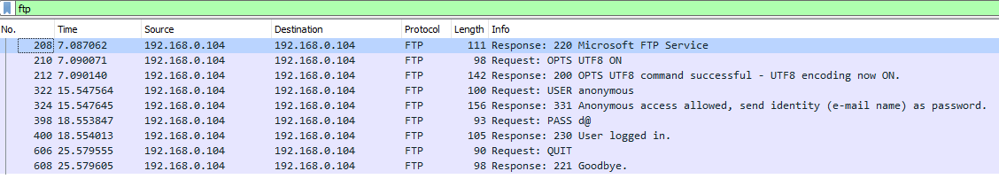 ftp
No. Time Source Destination Protocol Length Info
208 7.087062 192.168.0.104 192.168.0.104 FTP 111 Response: 220 Microsoft FTP Service
210 7.090071 192.168.0.104 192.168.0.104 FTP 98 Request: OPTS UTF8 ON
212 7.090140 192.168.0.104 192.168.0.104 FTP 142 Response: 200 OPTS UTF8 command successful - UTF8 encoding now ON.
322 15.547564 192.168.0.104 192.168.0.104 FTP 100 Request: USER anonymous
324 15.547645 192.168.0.104 192.168.0.104 FTP 156 Response: 331 Anonymous access allowed, send identity (e-mail name) as password.
398 18.553847 192.168.0.104 192.168.0.104 FTP 93 Request: PASS d@
400 18.554013 192.168.0.104 192.168.0.104 FTP 105 Response: 230 User logged in.
606 25.579555 192.168.0.104 192.168.0.104 FTP 90 Request: QUIT
608 25.579605 192.168.0.104 192.168.0.104 FTP 98 Response: 221 Goodbye.